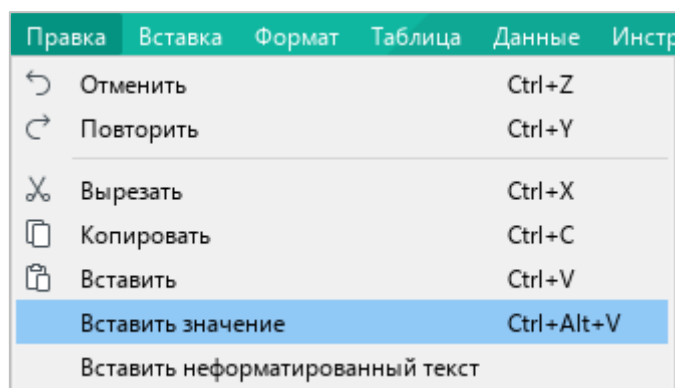 Правка Вставка Формат Таблица Данные Инстр
Отменить Ctrl+Z
Повторить Ctrl+Y
Вырезать Ctrl+X
Копировать Ctrl+C
Вставить Ctrl+V
Вставить значение Ctrl+Alt+V
Вставить неформатированный текст